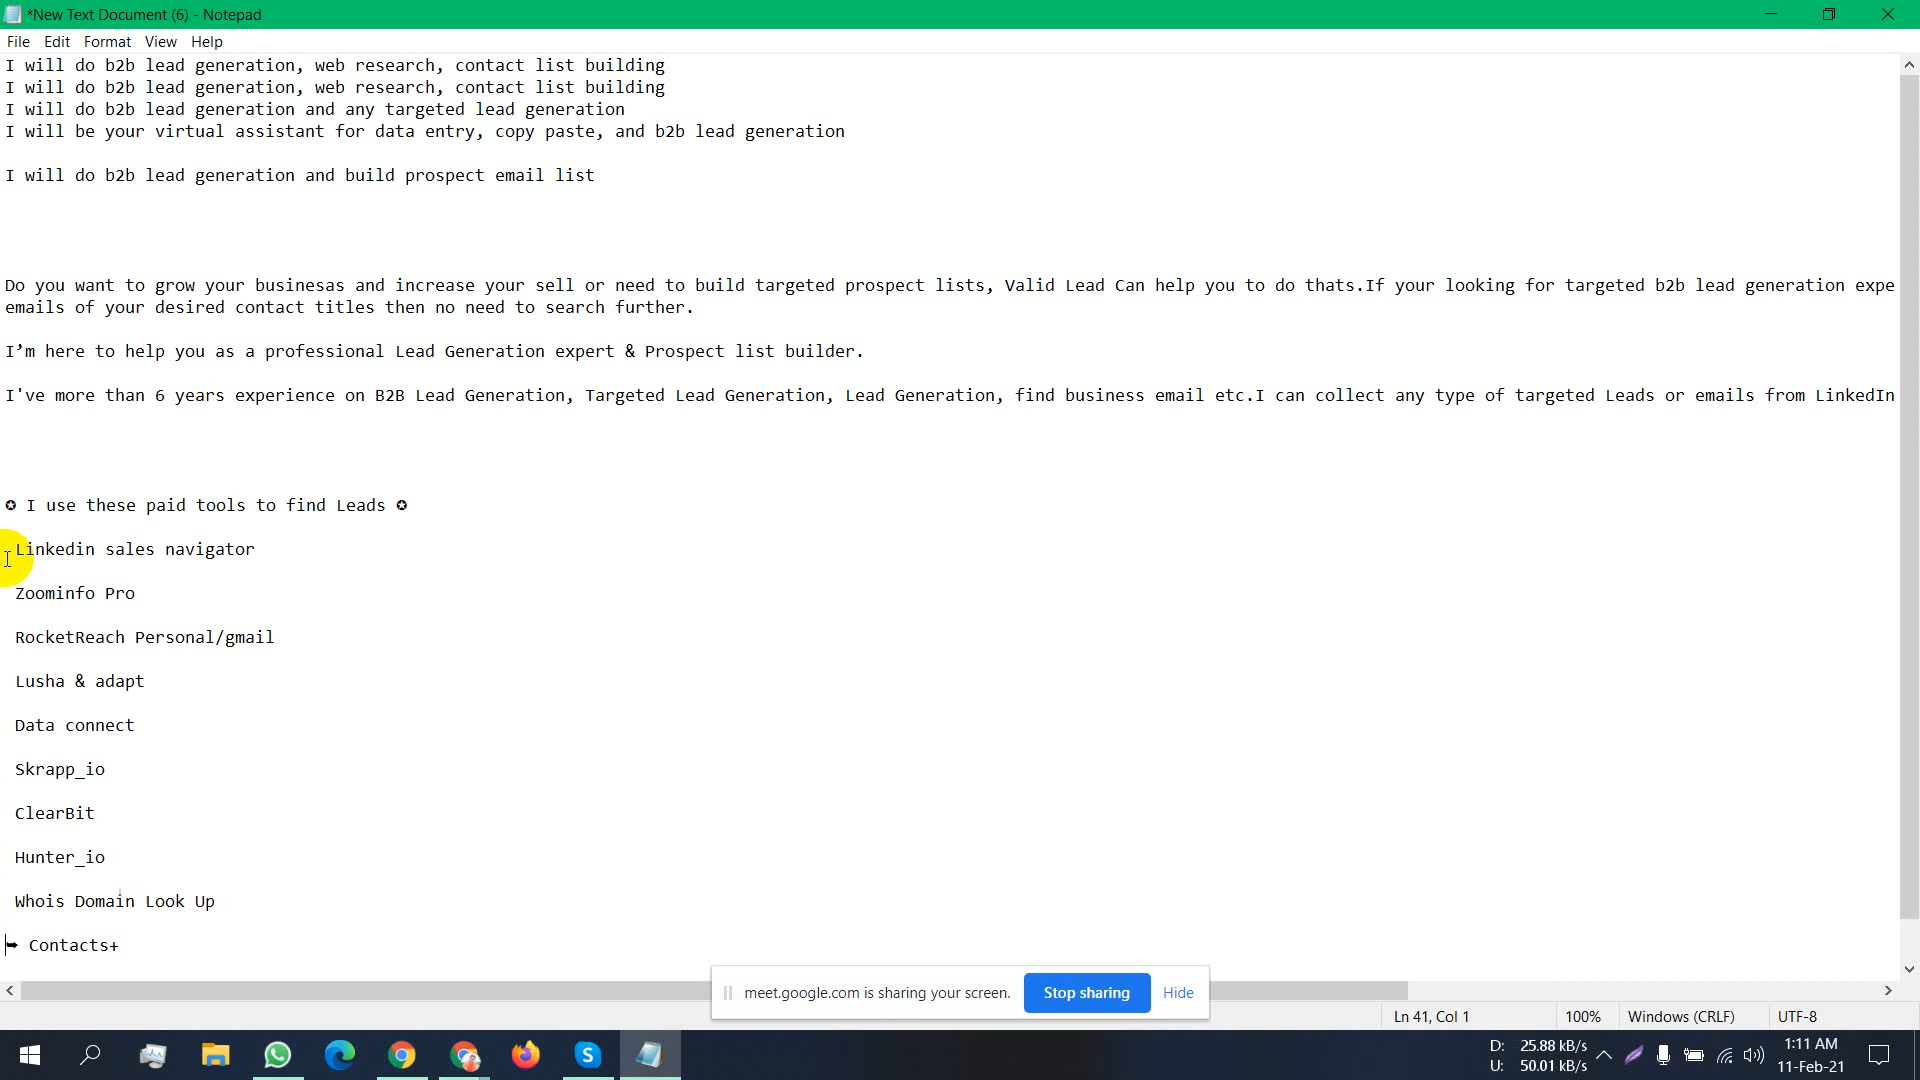 *New Text Document (6) - Notepad
File Edit Format View Help
I will do b2b lead generation, web research, contact list building
I will do b2b lead generation, web research, contact list building
I will do b2b lead generation and any targeted lead generation
I will be your virtual assistant for data entry, copy paste, and b2b lead generation
I will do b2b lead generation and build prospect email list
Do you want to grow your businesas and increase your sell or need to build targeted prospect lists, Valid Lead Can help you to do thats.If your looking for targeted b2b lead generation expe
emails of your desired contact titles then no need to search further.
I’m here to help you as a professional Lead Generation expert & Prospect list builder.
I've more than 6 years experience on B2B Lead Generation, Targeted Lead Generation, Lead Generation, find business email etc.I can collect any type of targeted Leads or emails from LinkedIn
✪ I use these paid tools to find Leads ✪
Linkedin sales navigator
Zoominfo Pro
RocketReach Personal/gmail
Lusha & adapt
Data connect
Skrapp_io
ClearBit
Hunter_io
Whois Domain Look Up
➥ Contacts+
meet.google.com is sharing your screen. Stop sharing Hide
Ln 41, Col 1 100% Windows (CRLF) UTF-8
D: 25.88 kB/s 1:11 AM
U: 50.01 kB/s 11-Feb-21